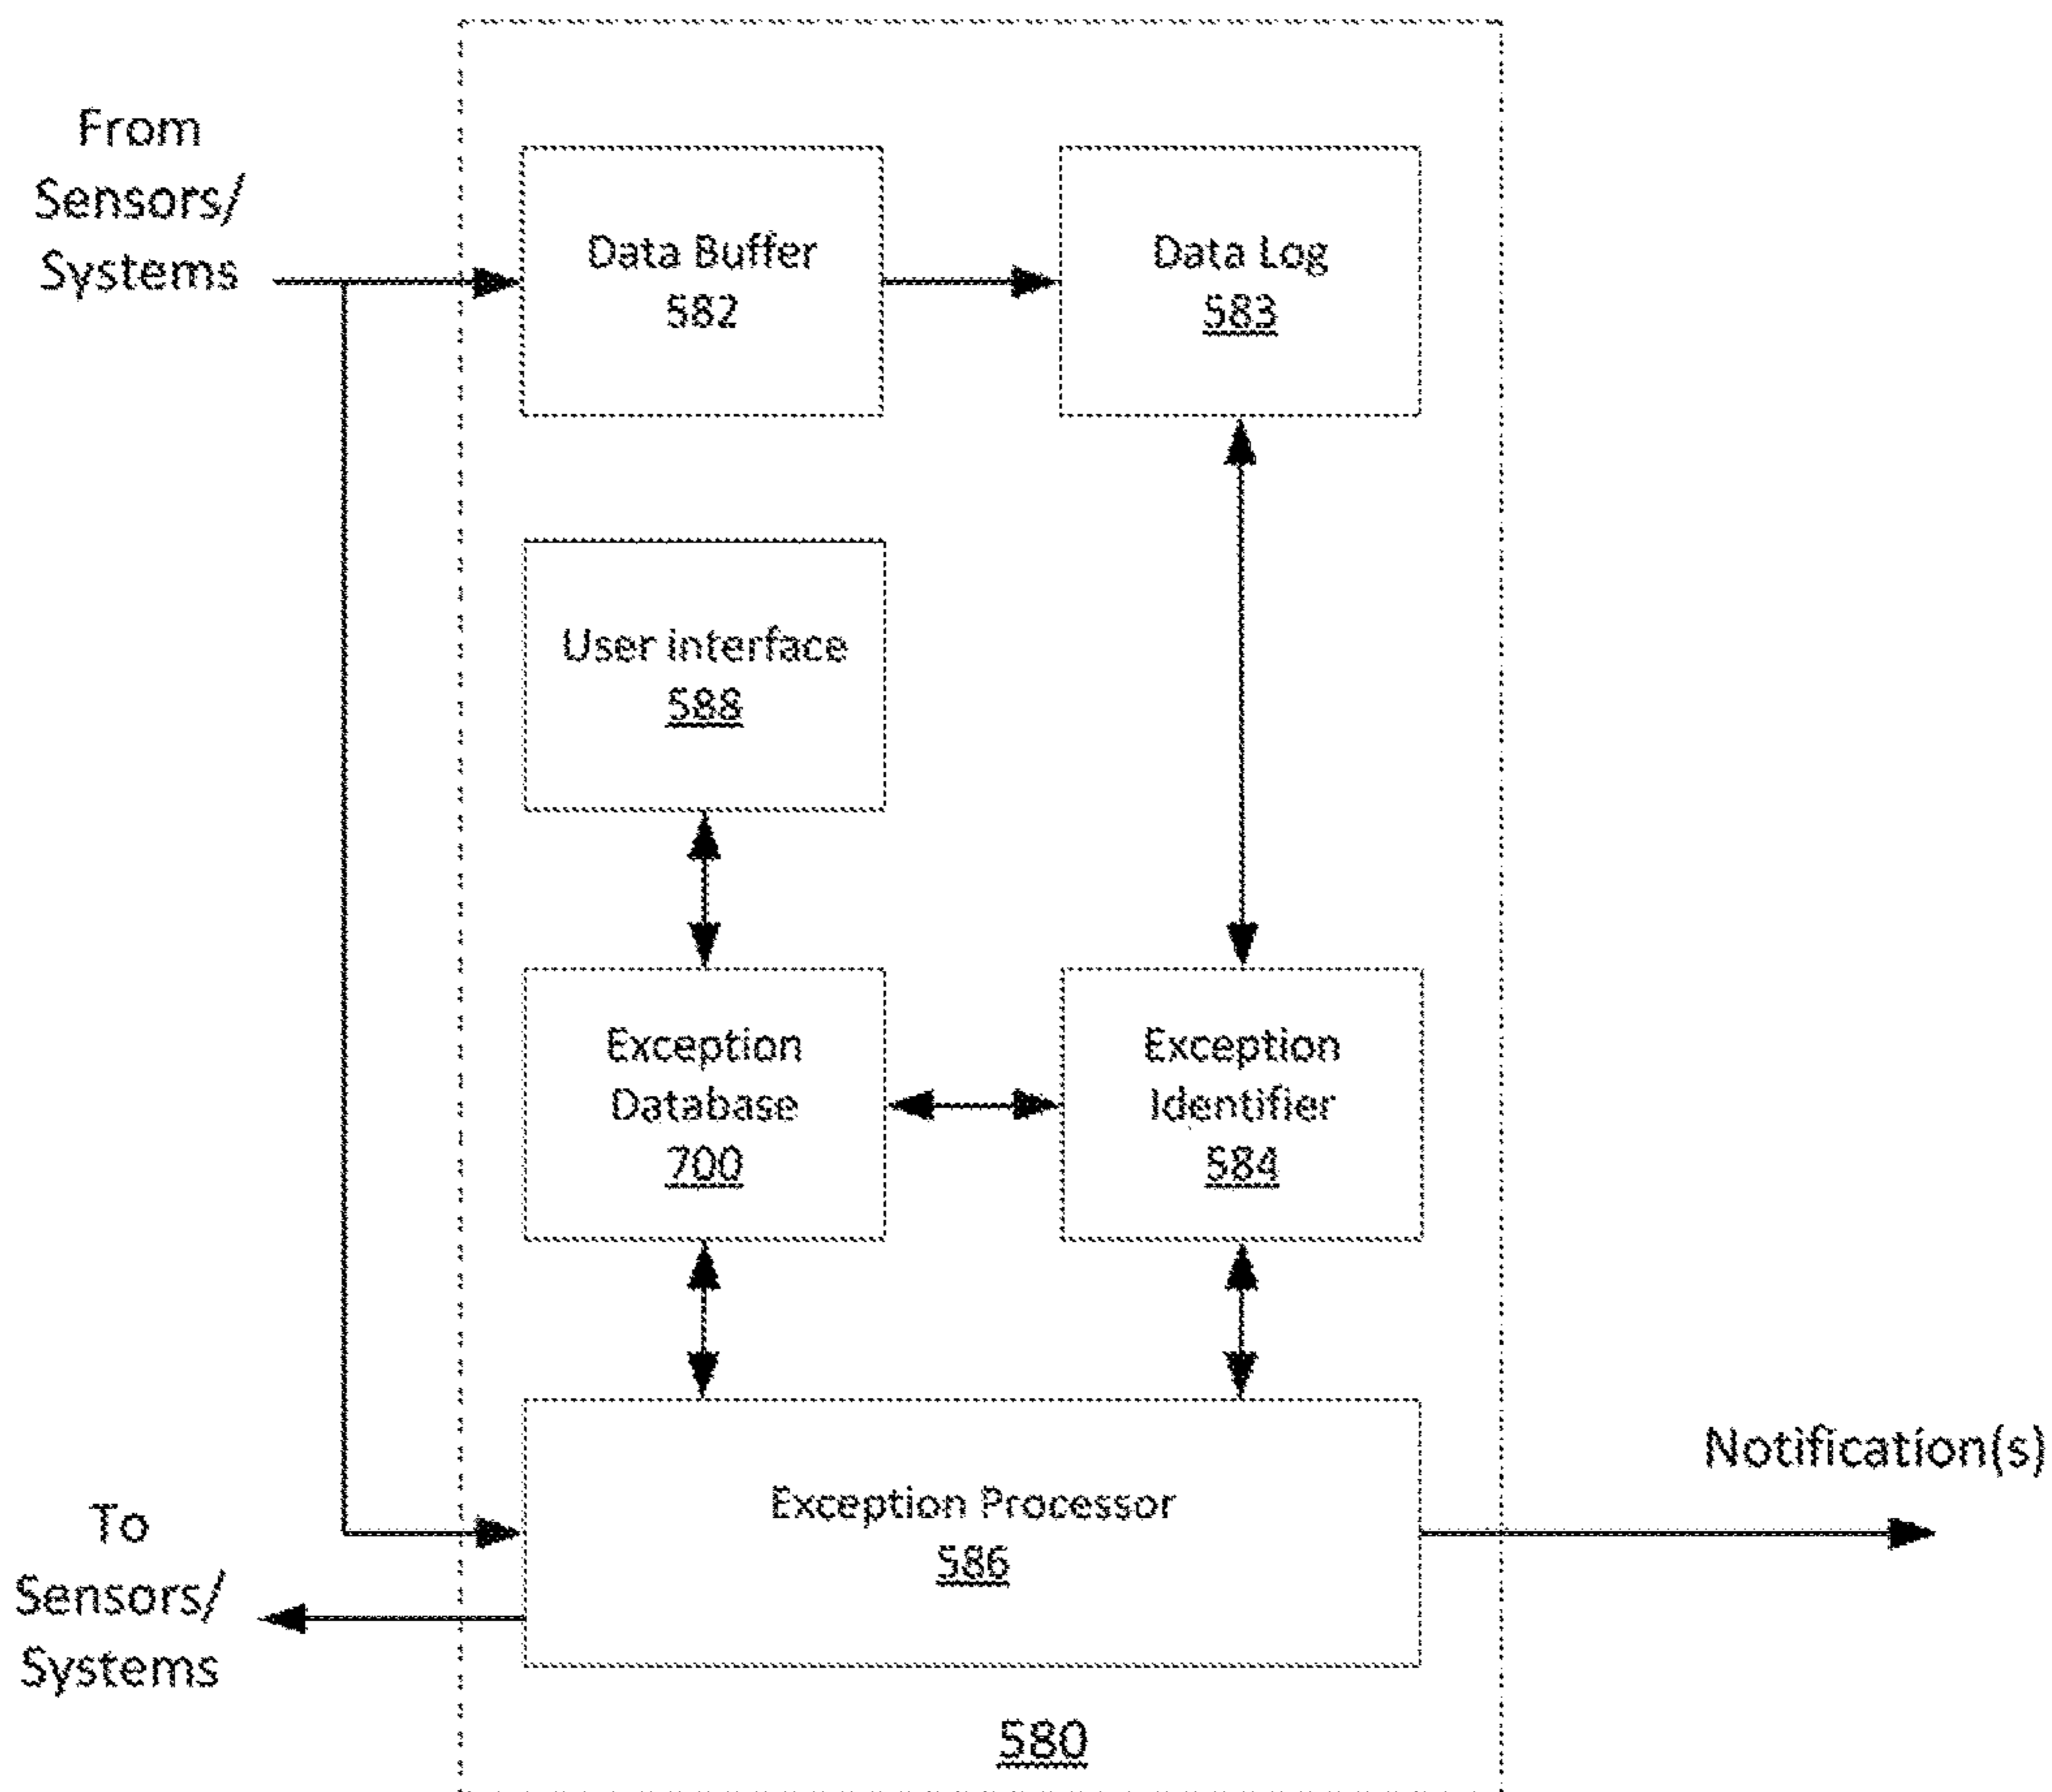 From
Sensors/
Systems
Data Buffer
582
Data Log
583
User interface
588
Exception
Database
700
Exception
Identifier
584
Exception Processor
586
Notification(s)
To
Sensors/
Systems
580